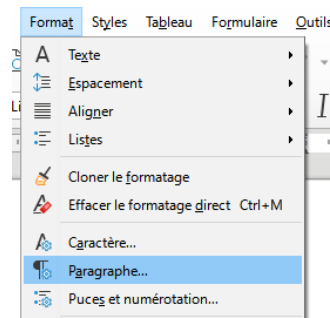 Format Styles Tableau Formulaire Outils
Texte
Espacement
Li
Aligner
I
Listes
Cloner le formatage
Effacer le formatage direct Ctrl+M
Caractère...
Paragraphe...
Puces et numérotation...